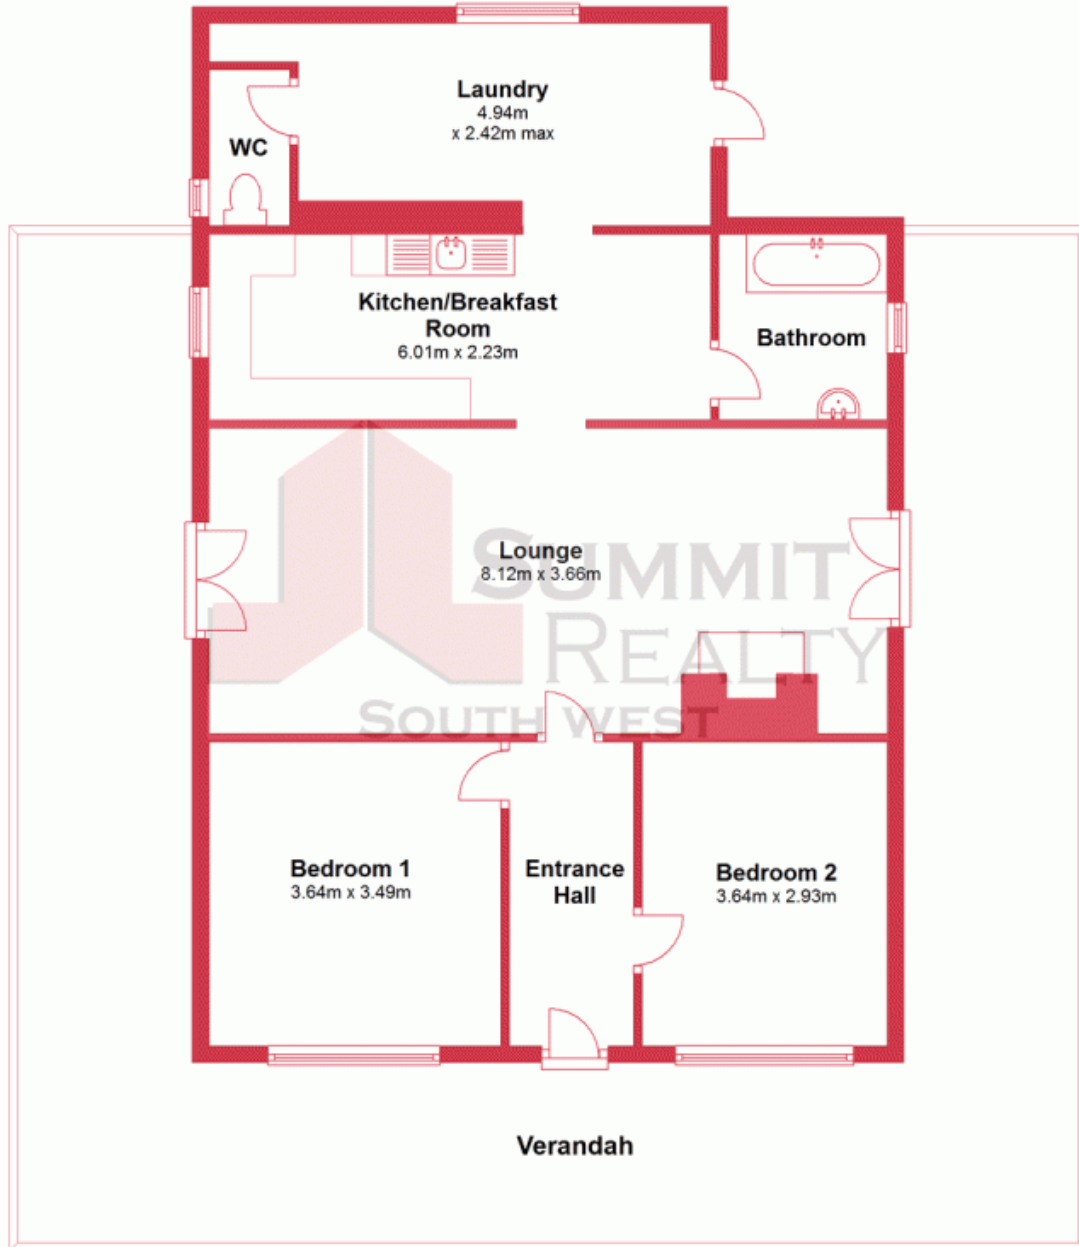 Laundry
4.94m
x 2.42m max
WC
Kitchen/Breakfast
Room
6.01m x 2.23m
Bathroom
Lounge
8.12m x 3.66m
SUMMIT
REALTY
SOUTH WEST
Bedroom 1
3.64m x 3.49m
Entrance
Hall
Bedroom 2
3.64m x 2.93m
Verandah